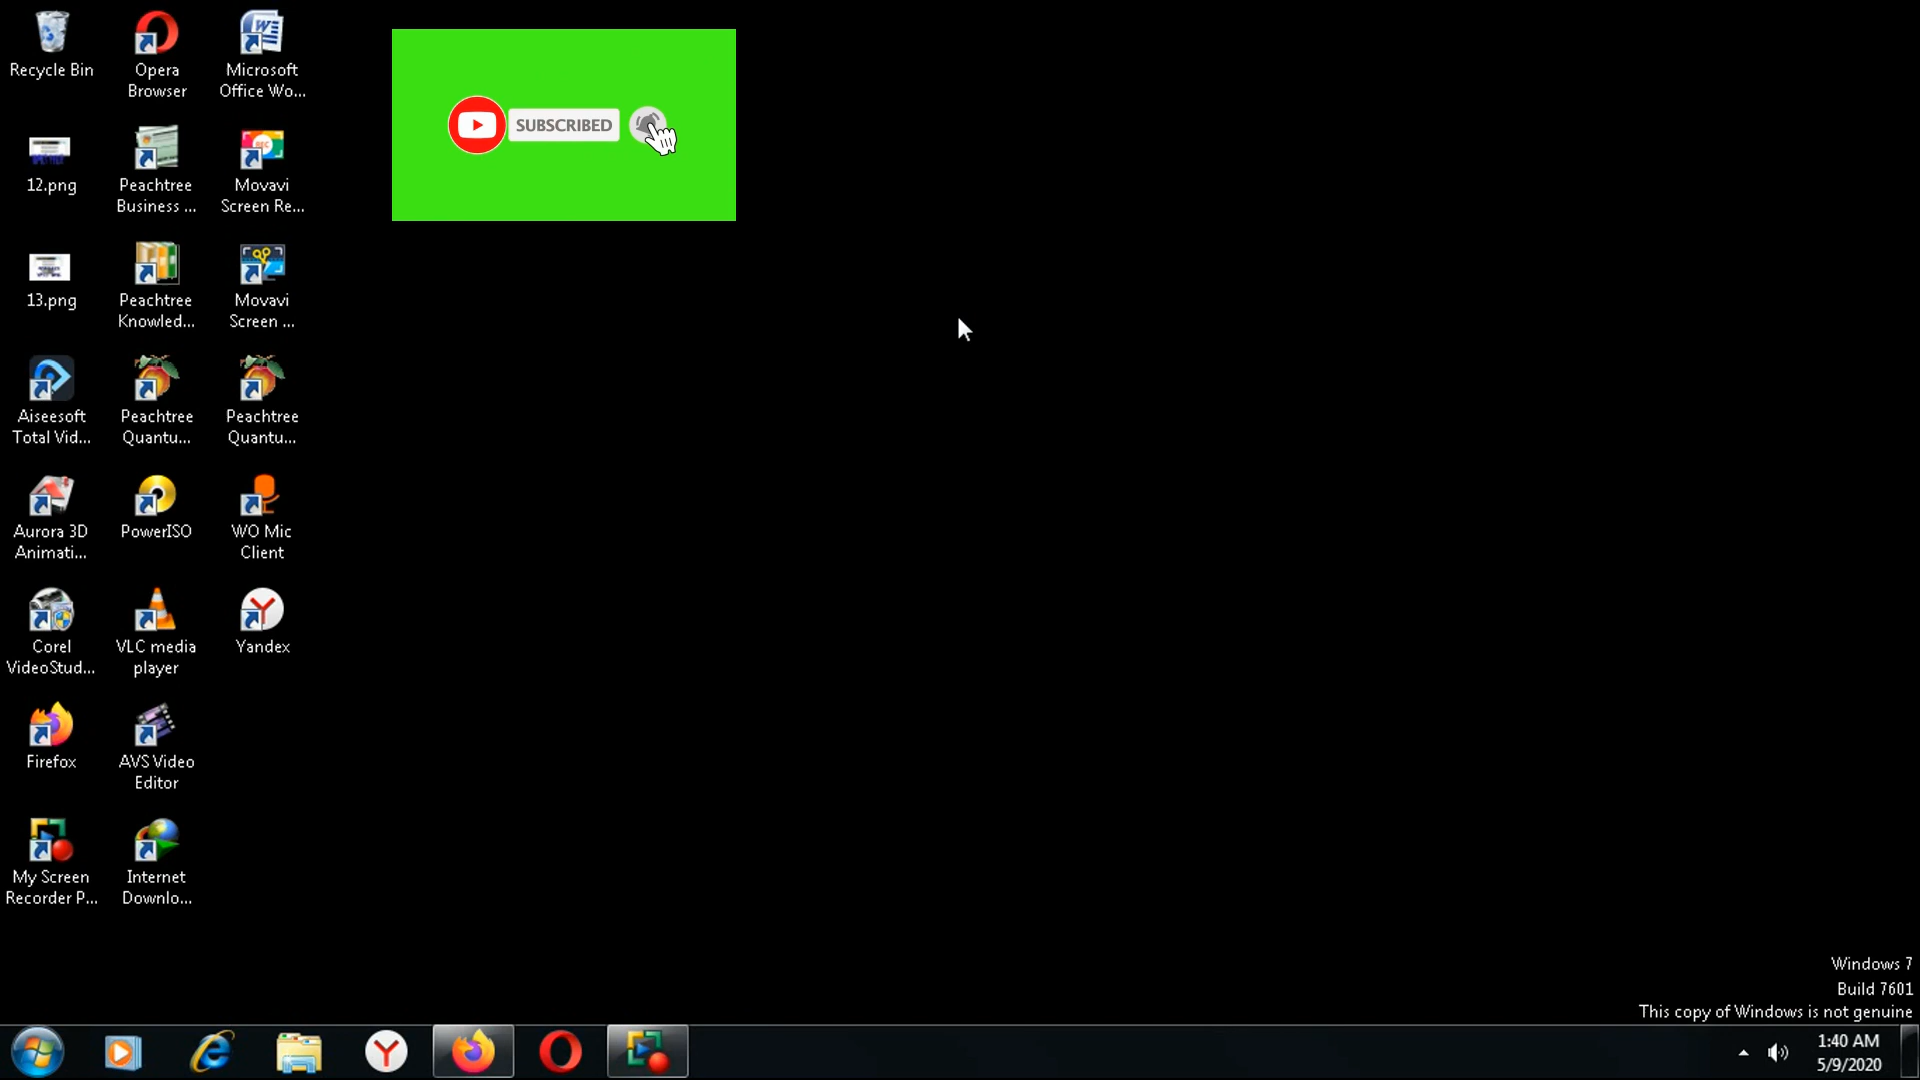 Recycle Bin
Opera
Browser
Microsoft
Office Wo...
SUBSCRIBED
12.png
Peachtree
Business ...
Movavi
Screen Re...
REC
13.png
Peachtree
Knowled...
Movavi
Screen ...
Aiseesoft
Total Vid...
Peachtree
Quantu...
Peachtree
Quantu...
Aurora 3D
Animati...
PowerISO
WO Mic
Client
Corel
VideoStud...
VLC media
player
Yandex
Firefox
AVS Video
Editor
My Screen
Recorder P...
Internet
Downlo...
Windows 7
Build 7601
This copy of Windows is not genuine
1:40 AM
5/9/2020